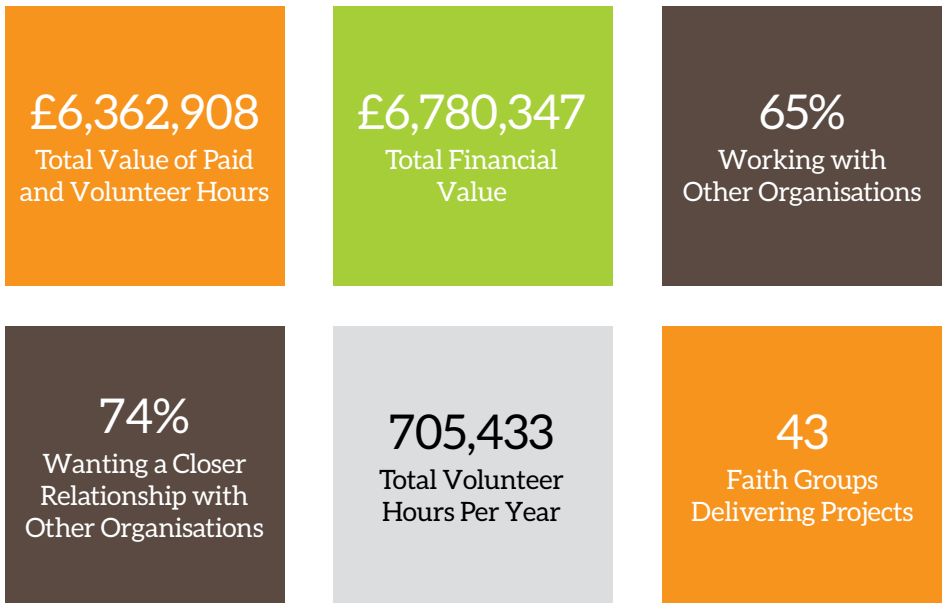 £6,362,908
Total Value of Paid
and Volunteer Hours
£6,780,347
Total Financial
Value
65%
Working with
Other Organisations
74%
Wanting a Closer
Relationship with
Other Organisations
705,433
Total Volunteer
Hours Per Year
43
Faith Groups
Delivering Projects